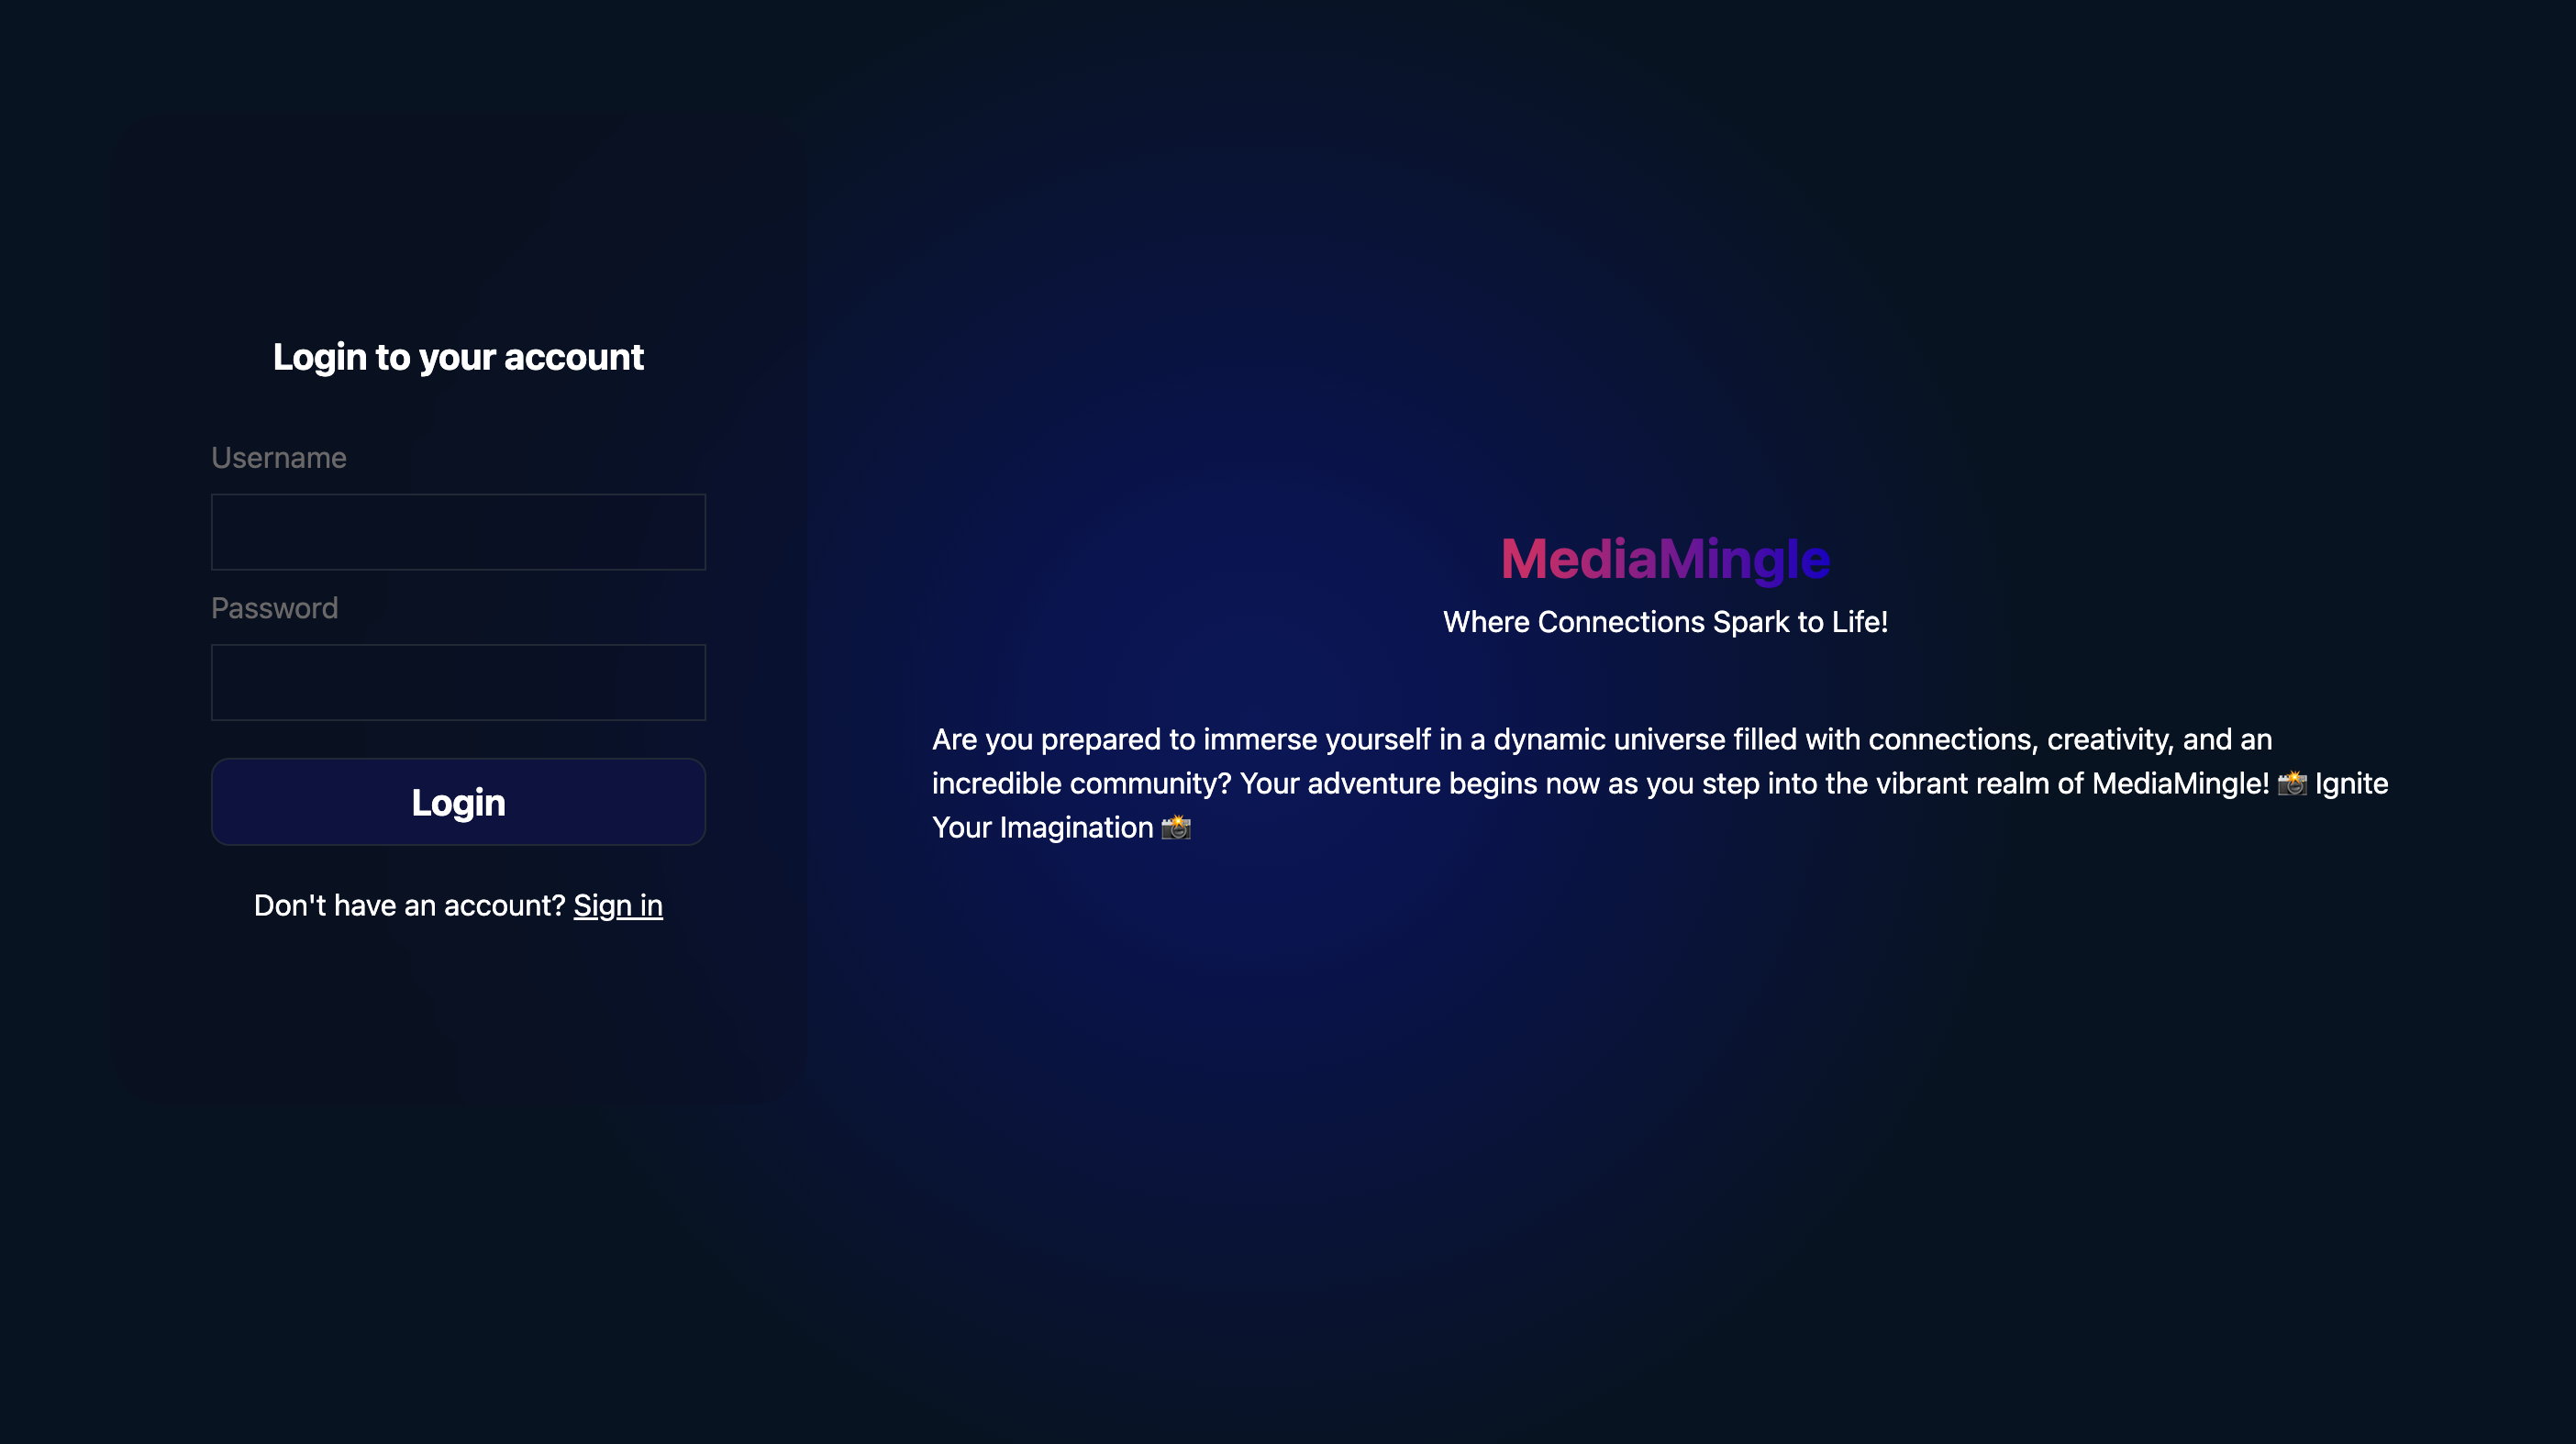 Login to your account
Username
Password
Login
Don't have an account? Sign in
MediaMingle
Where Connections Spark to Life!
Are you prepared to immerse yourself in a dynamic universe filled with connections, creativity, and an
incredible community? Your adventure begins now as you step into the vibrant realm of MediaMingle! 📸 Ignite
Your Imagination 📸